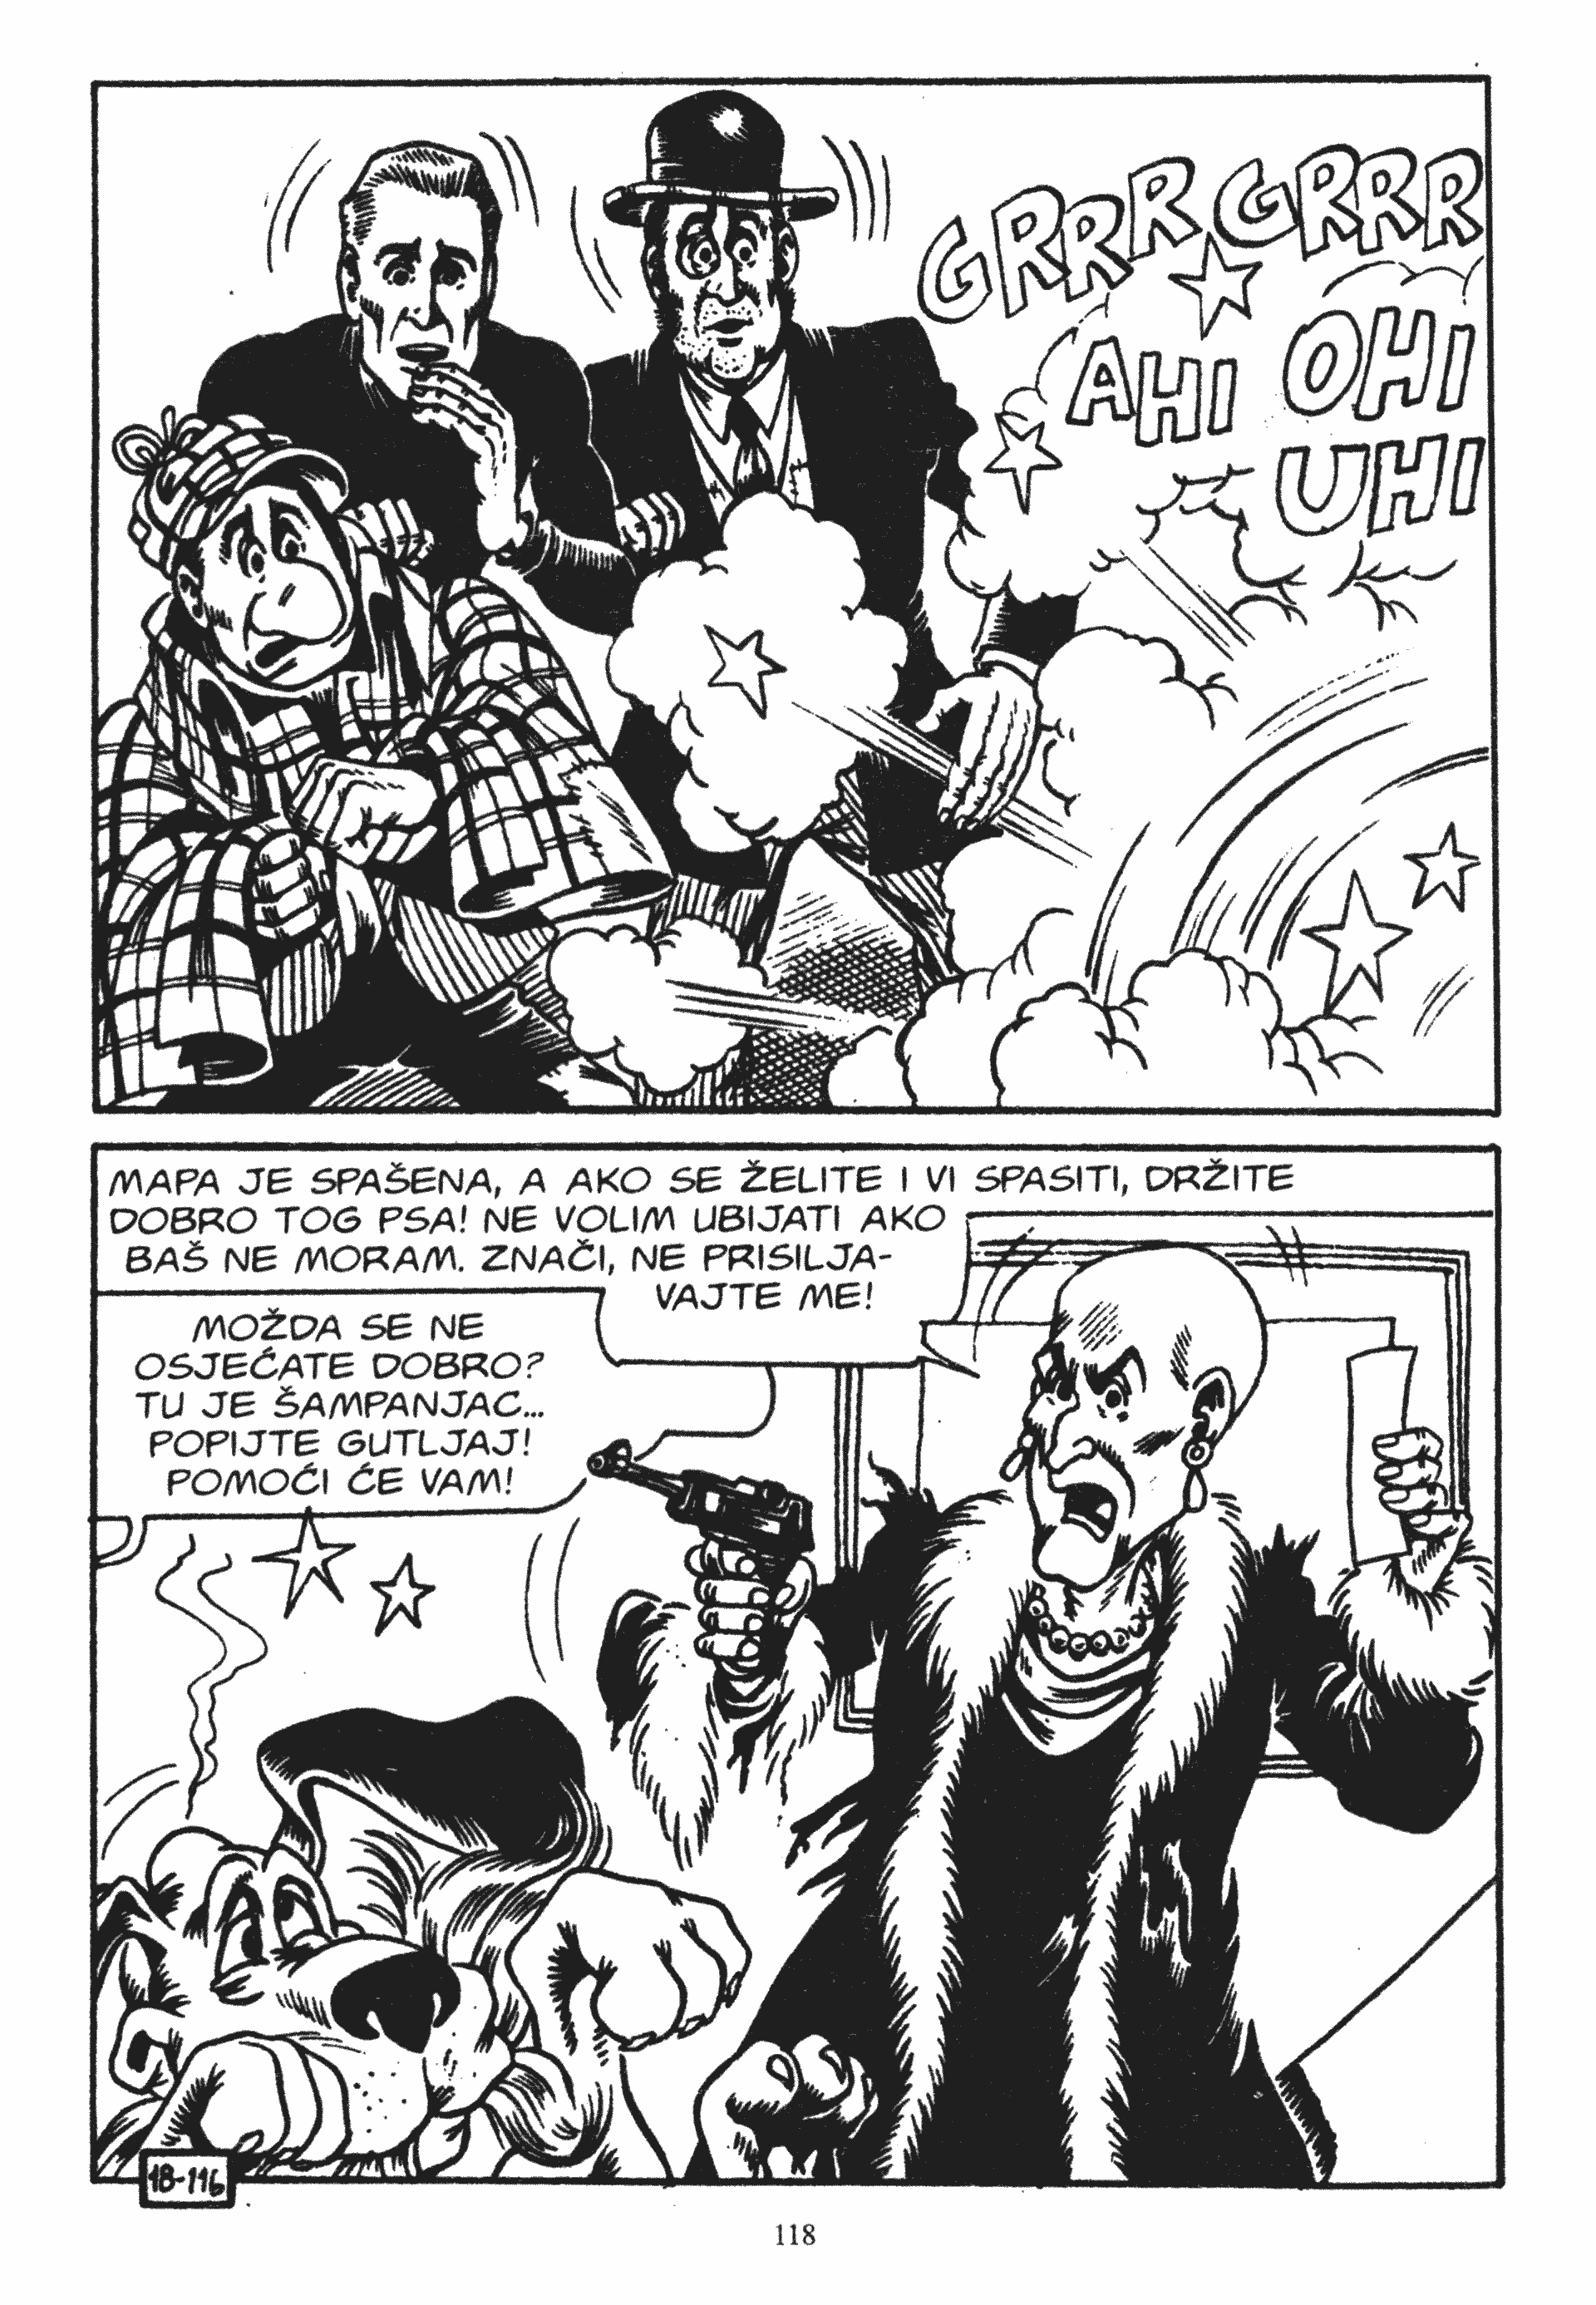 GRRR GRRR
AHI OHI
UHI
MAPA JE SPAŠENA, A AKO SE ŽELITE I VI SPASITI, DRŽITE
DOBRO TOG PSA! NE VOLIM UBIJATI AKO
BAŠ NE MORAM. ZNAČI, NE PRISILJA-
VAJTE ME!
MOŽDA SE NE
OSJEĆATE DOBRO?
TU JE ŠAMPANJAC...
POPIJTE GUTLJAJ!
POMOĆI ĆE VAM!
18-116
118